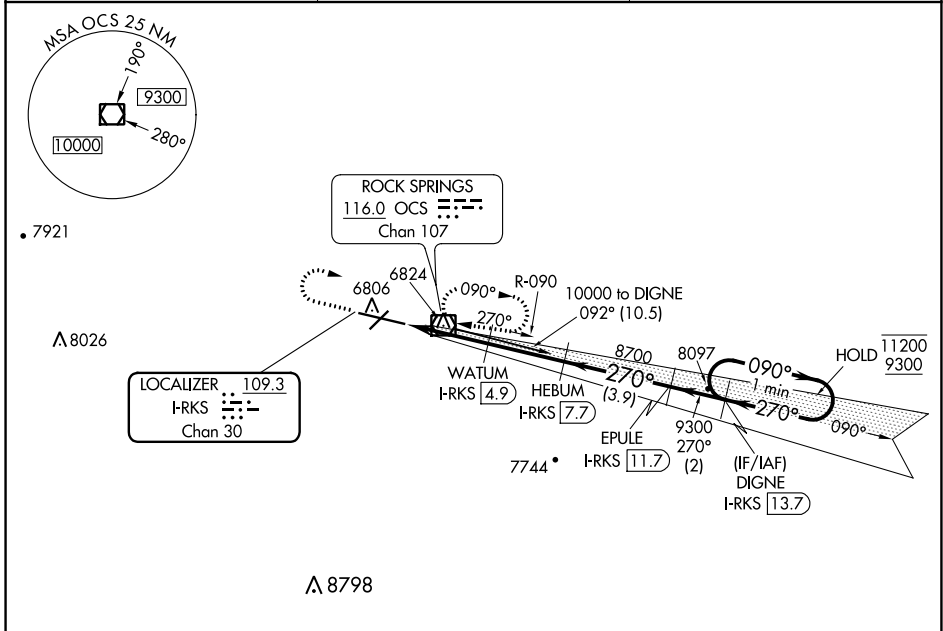 MSA OCS 25 NM
190°
9300
280°
10000
7921
ROCK SPRINGS
116.0 OCS
Chan 107
6824
6806
090°
R-090
270°
10000 to DIGNE
092° (10.5)
8026
8700
8097
090°
1 min
270°
HOLD 11200
9300
090°
270°
(3.9)
WATUM
I-RKS 4.9
HEBUM
I-RKS 7.7
LOCALIZER 109.3
I-RKS
Chan 30
EPULE
I-RKS 11.7
9300
270°
(2)
(IF/IAF)
DIGNE
I-RKS 13.7
7744
8798